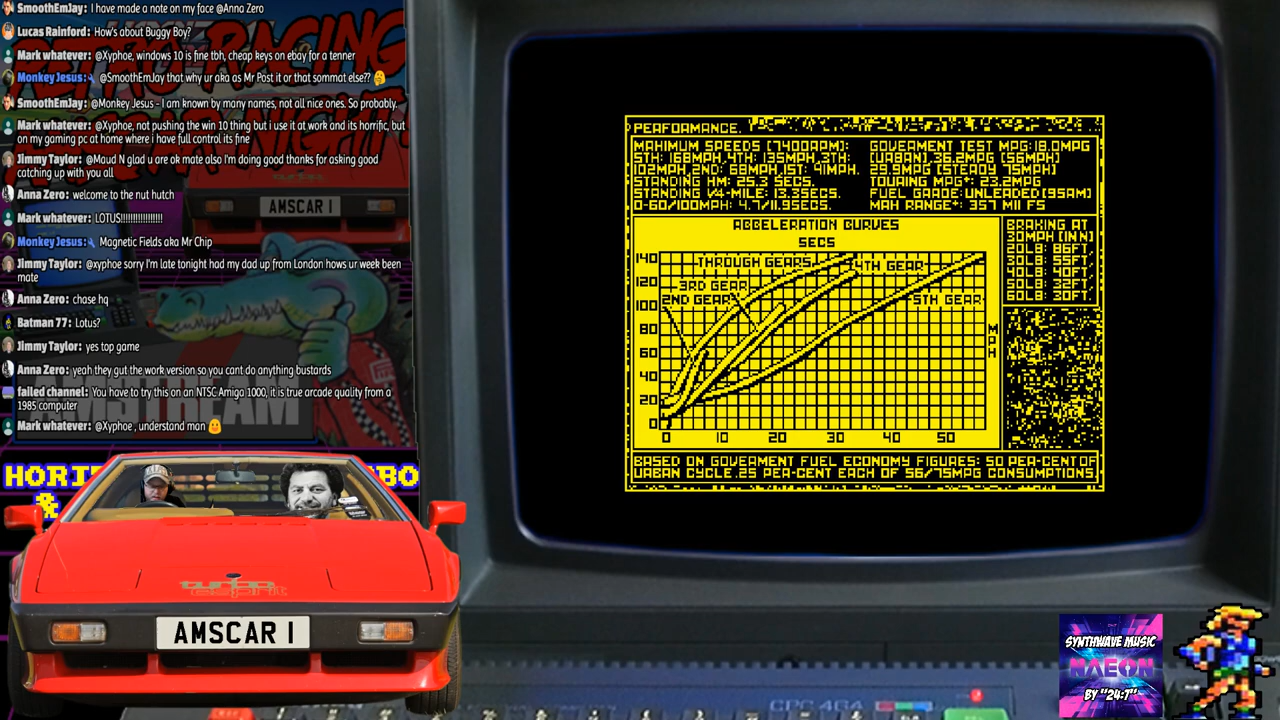 SmoothEmJay: I have made a note on my face @Anna Zero
Lucas Rainford: How's about Buggy Boy?
Mark whatever: @Xyphoe, windows 10 is fine tbh, cheap keys on ebay for a tenner
Monkey Jesus: @SmoothEmJay that why ur aka as Mr Post it or that sommat else??
SmoothEmJay: @Monkey Jesus - I am known by many names, not all nice ones. So probably.
Mark whatever: @Xyphoe, not pushing the win 10 thing but i use it at work and its horrific, but
on my gaming pc at home where i have full control its fine
Jimmy Taylor: @Maud N glad u are ok mate also I'm doing good thanks for asking good
catching up with you all
Anna Zero: welcome to the nut hutch
Mark whatever: LOTUS!!!!!!!!!!!!!!!!
Monkey Jesus: Magnetic Fields aka Mr Chip
Jimmy Taylor: @xyphoe sorry I'm late tonight had my dad up from London hows ur week been
mate
Anna Zero: chase hq
Batman 77: Lotus?
Jimmy Taylor: yes top game
Anna Zero: yeah they gut the work version so you cant do anything bustards
failed channel: You have to try this on an NTSC Amiga 1000, it is true arcade quality from a
1985 computer
Mark whatever: @Xyphoe , understand man
RETRO RACING
NIGHT
AMSCAR 1
AMSTREAM
HORI
BO
&
turbo
esprit
AMSCAR 1
PERFORMANCE.
MAXIMUM SPEEDS (7400RPM):
5TH: 168MPH,4TH: 135MPH,3TH:
102MPH,2ND: 68MPH,1ST: 41MPH.
STANDING KM: 25.3 SECS.
STANDING V4-MILE: 13.3SECS.
0-60/100MPH: 4.7/11.9SECS.
GOVERMENT TEST MPG:18.0MPG
(URBAN),36.2MPG (56MPH)
29.9MPG (STEADY 75MPH)
TOURING MPG*: 23.2MPG
FUEL GRADE:UNLEADED(95RM)
MAX RANGE*: 357 MII FS
ACCELERATION CURVES
SECS
THROUGH GEARS
4TH GEAR
3RD GEAR
2ND GEAR
5TH GEAR
140
120
100
80
60
40
20
0
0 10 20 30 40 50
MPH
BRAKING AT
30MPH (IN N)
20LB: 86FT.
30LB: 55FT.
40LB: 40FT.
50LB: 32FT.
60LB: 30FT.
BASED ON GOVERMENT FUEL ECONOMY FIGURES: 50 PER-CENT OF
URBAN CYCLE.25 PER-CENT EACH OF 56/75MPG CONSUMPTIONS.
SYNTHWAVE MUSIC
NAEON
BY "24:7"
CPC 464